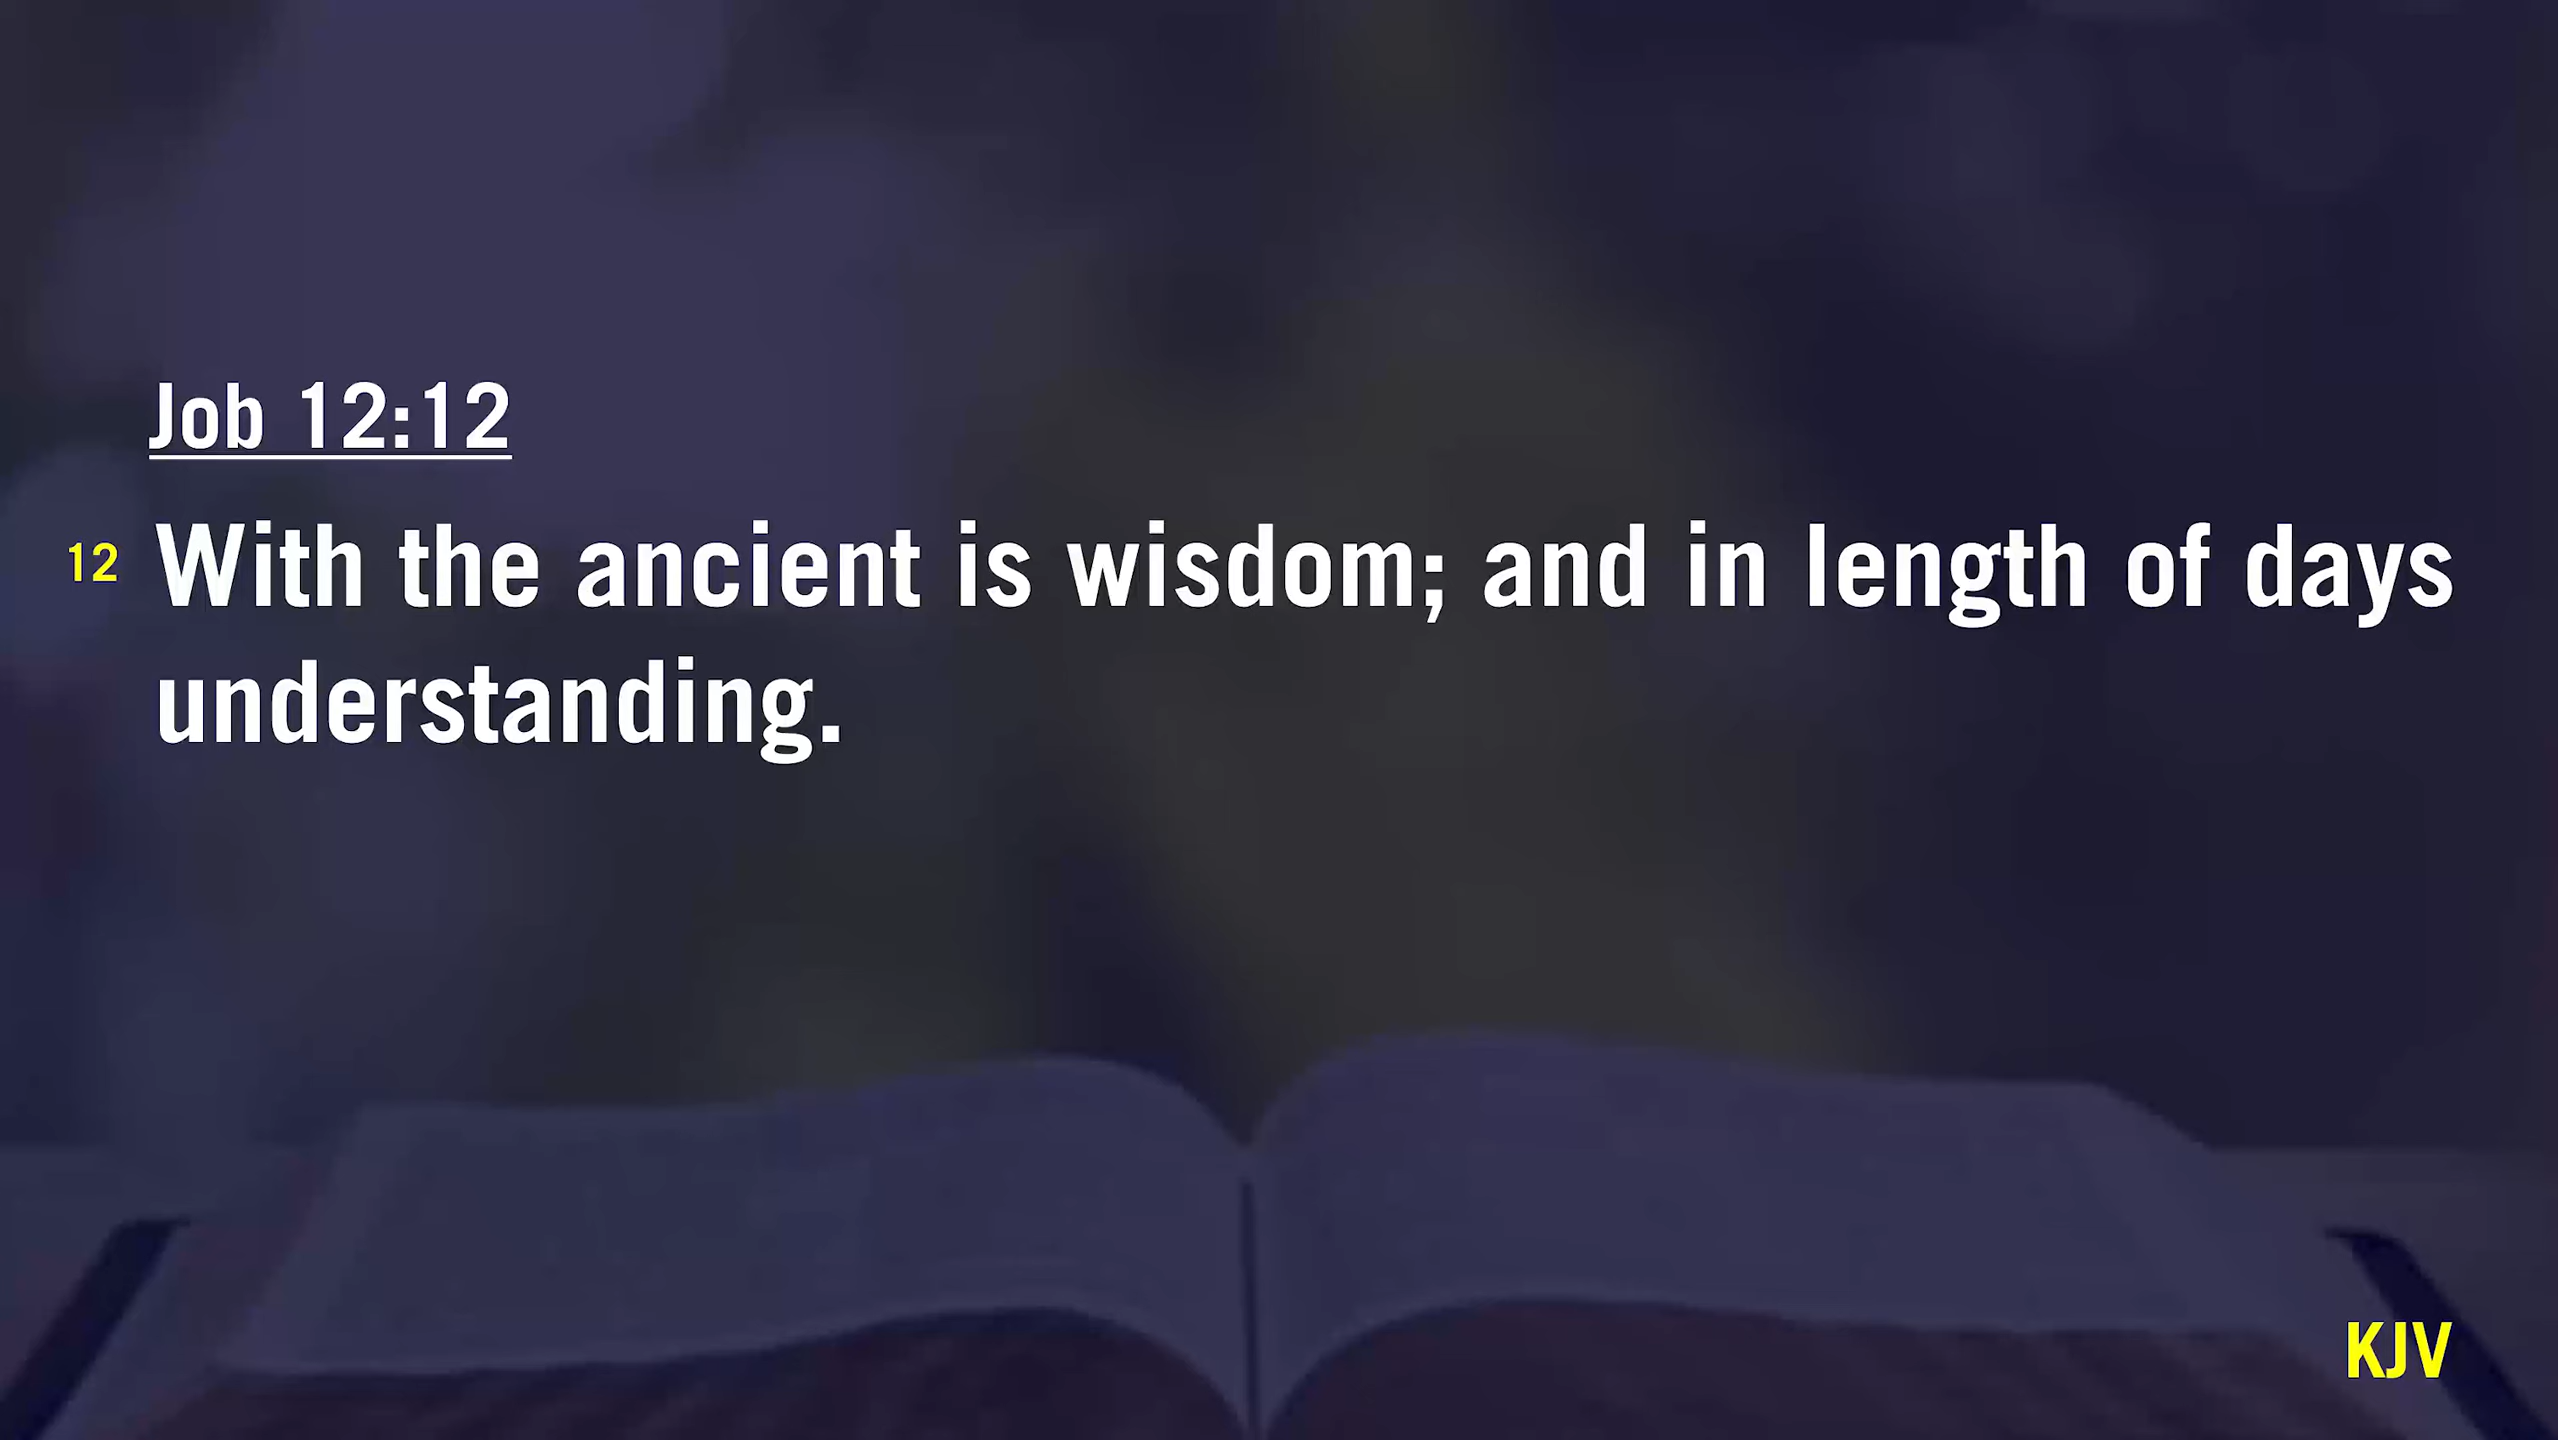 Job 12:12
12 With the ancient is wisdom; and in length of days
understanding.
KJV